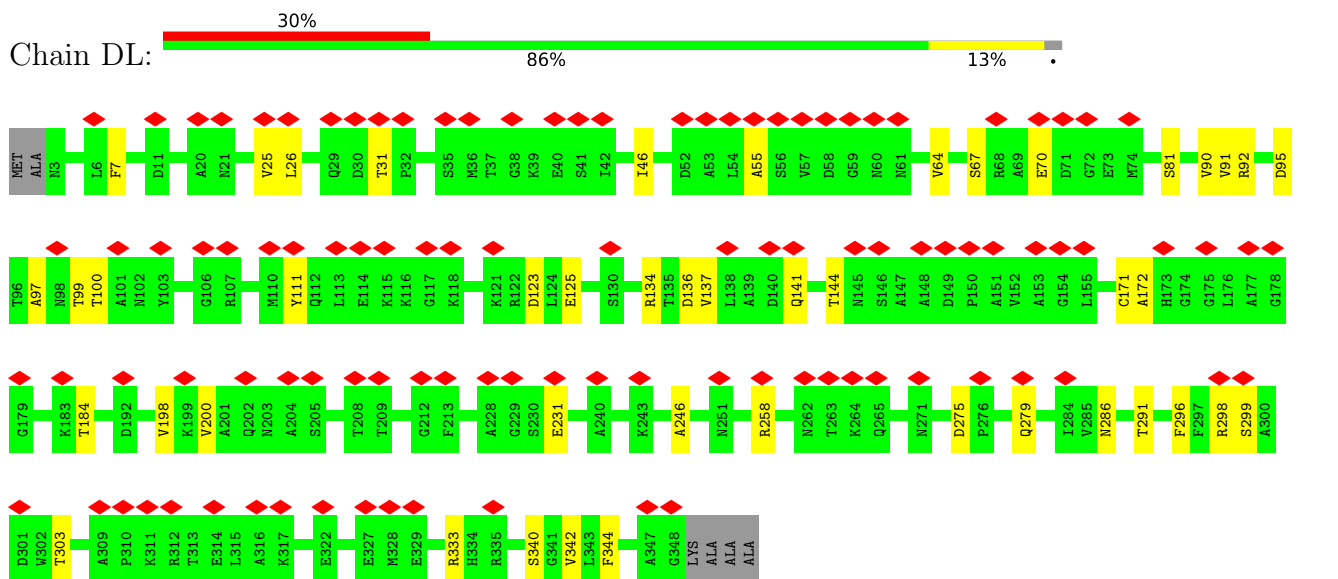 30%
Chain DL:
86% 13% •
MET ALA N3 L6 F7 D11 A20 N21 V25 L26 Q29 D30 T31 P32 S35 M36 T37 G38 K39 E40 S41 I42 I46 D52 A53 L54 A55 S56 V57 D58 G59 N60 N61 V64 S67 R68 A69 E70 D71 G72 E73 M74 S81 V90 V91 R92 D95
T96 A97 N98 T99 T100 A101 N102 Y103 G106 R107 M110 Y111 Q112 L113 E114 K115 K116 G117 K118 K121 R122 D123 L124 E125 S130 R134 T135 D136 V137 L138 A139 D140 Q141 T144 N145 S146 A147 A148 D149 P150 A151 V152 A153 G154 L155 C171 A172 H173 G174 G175 L176 A177 G178
G179 K183 T184 D192 V198 K199 V200 A201 Q202 N203 A204 S205 T208 T209 G212 F213 A228 G229 S230 E231 A240 K243 A246 N251 R258 N262 T263 K264 Q265 N271 D275 P276 Q279 I284 V285 N286 T291 F296 F297 R298 S299 A300
D301 W302 T303 A309 P310 K311 R312 T313 E314 L315 A316 K317 E322 E327 M328 E329 R333 H334 R335 S340 G341 V342 L343 F344 A347 G348 LYS ALA ALA ALA